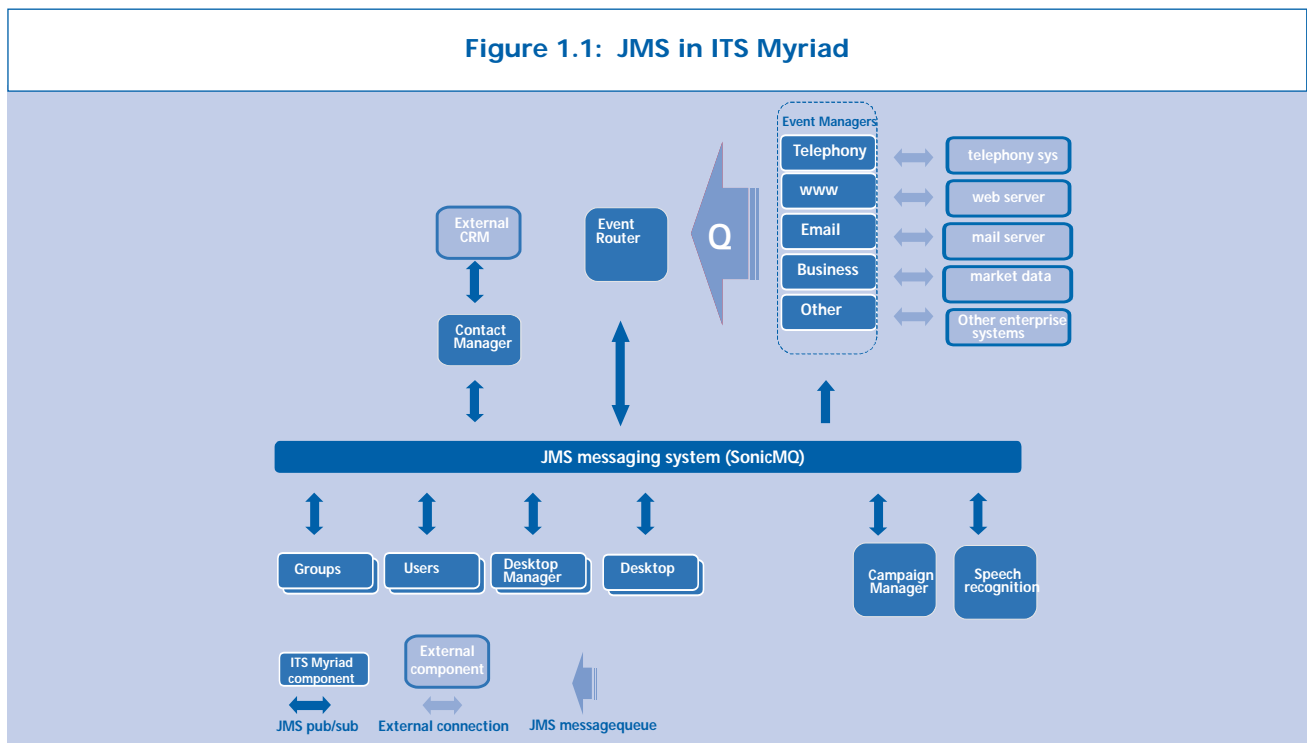 Figure 1.1: JMS in ITS Myriad
Event Managers
Telephony
telephony sys
www
web server
External
CRM
Event
Router
Q
Email
mail server
Business
market data
Other
Other enterprise
systems
Contact
Manager
JMS messaging system (SonicMQ)
Groups
Users
Desktop
Manager
Desktop
Campaign
Manager
Speech
recognition
ITS Myriad
component
External
component
JMS pub/sub
External connection
JMS messagequeue